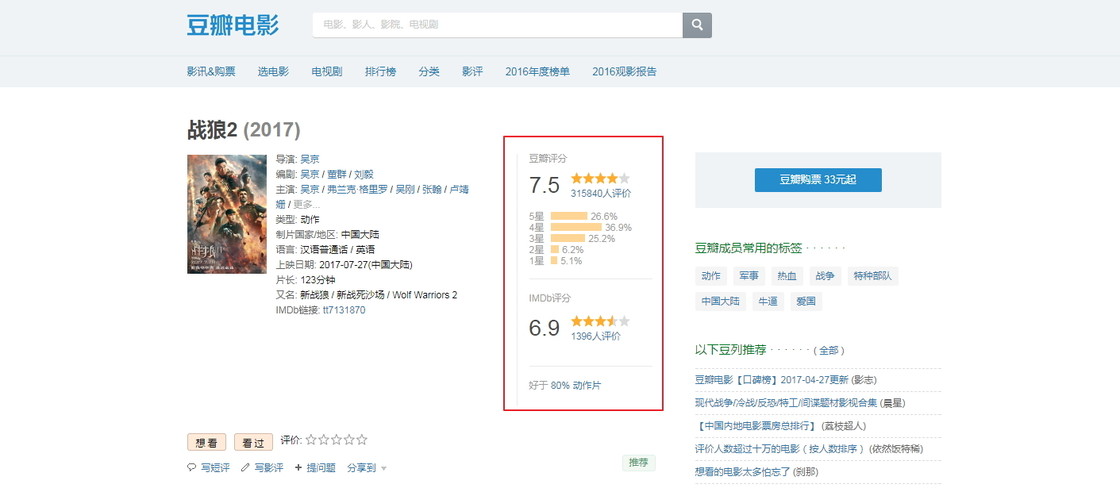 豆瓣电影
电影、影人、影院、电视剧
影讯&购票 选电影 电视剧 排行榜 分类 影评 2016年度榜单 2016观影报告
战狼2 (2017)
导演: 吴京
编剧: 吴京 / 董群 / 刘毅
主演: 吴京 / 弗兰克·格里罗 / 吴刚 / 张翰 / 卢靖
姗 / 更多...
类型: 动作
制片国家/地区: 中国大陆
语言: 汉语普通话 / 英语
上映日期: 2017-07-27(中国大陆)
片长: 123分钟
又名: 新战狼 / 新战死沙场 / Wolf Warriors 2
IMDb链接: tt7131870
豆瓣评分
7.5
315840人评价
5星 26.6%
4星 36.9%
3星 25.2%
2星 6.2%
1星 5.1%
IMDb评分
6.9
1396人评价
好于 80% 动作片
想看 看过 评价:
写短评 写影评 提问题 分享到
推荐
豆瓣购票 33元起
豆瓣成员常用的标签 · · · · · ·
动作 军事 热血 战争 特种部队
中国大陆 牛逼 爱国
以下豆列推荐 · · · · · · ( 全部 )
豆瓣电影【口碑榜】2017-04-27更新 (影志)
现代战争/冷战/反恐/特工/间谍题材影视合集 (晨星)
【中国内地电影票房总排行】 (荔枝超人)
评价人数超过十万的电影（按人数排序） (依然饭特稀)
想看的电影太多怕忘了 (刹那)